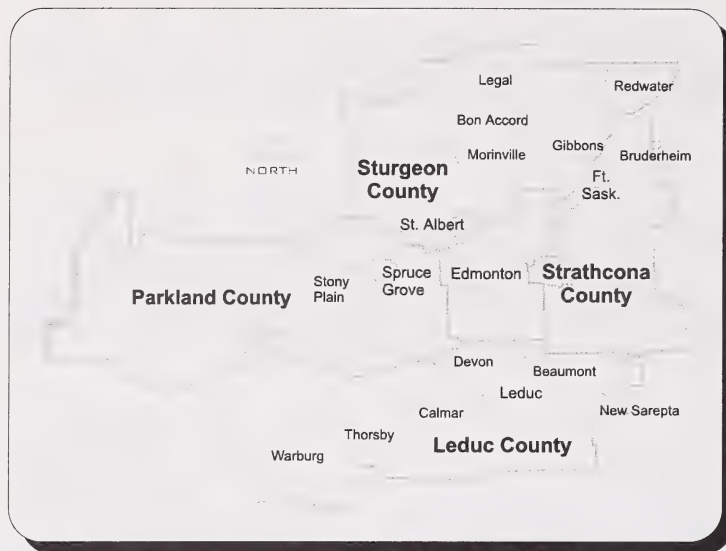 Legal
Redwater
Bon Accord
Gibbons
Morinville
Bruderheim
NORTH
Sturgeon
County
Ft.
Sask.
St. Albert
Spruce
Grove
Edmonton
Strathcona
County
Stony
Plain
Parkland County
Devon
Beaumont
Leduc
Calmar
New Sarepta
Thorsby
Leduc County
Warburg